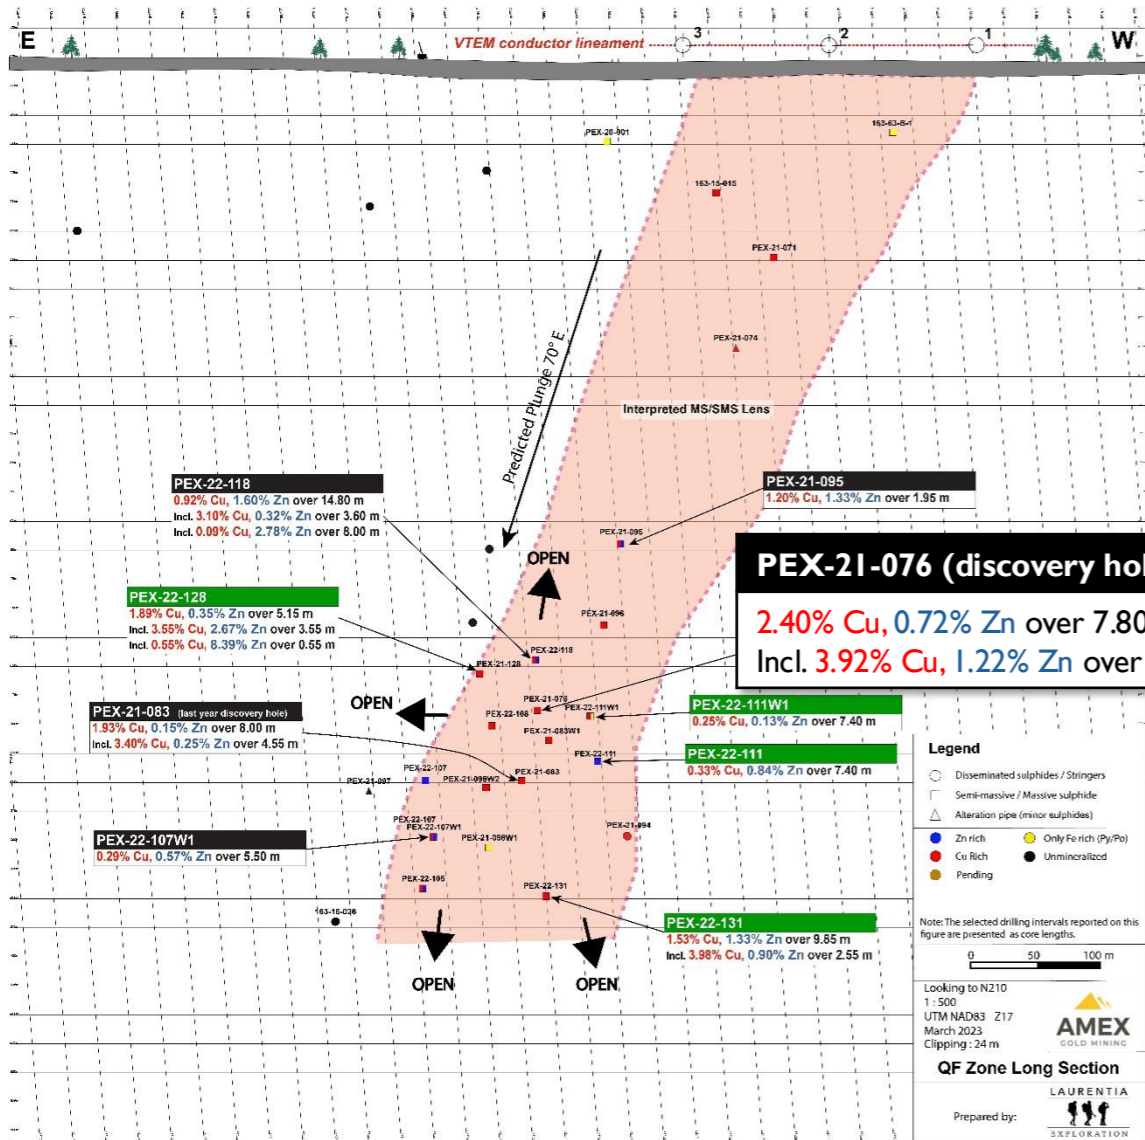 E
VTEM conductor lineament
3
2
1
W
PEX-20-001
163-63-B-1
163-15-015
PEX-21-071
PEX-21-074
Predicted Plunge 70° E
Interpreted MS/SMS Lens
PEX-22-118
0.92% Cu, 1.60% Zn over 14.80 m
Incl. 3.10% Cu, 0.32% Zn over 3.60 m
Incl. 0.09% Cu, 2.78% Zn over 8.00 m
PEX-21-095
1.20% Cu, 1.33% Zn over 1.95 m
PEX-21-095
OPEN
PEX-21-076 (discovery hol
2.40% Cu, 0.72% Zn over 7.80
Incl. 3.92% Cu, 1.22% Zn over
PEX-22-128
1.89% Cu, 0.35% Zn over 5.15 m
Incl. 3.55% Cu, 2.67% Zn over 3.55 m
Incl. 0.55% Cu, 8.39% Zn over 0.55 m
PEX-21-096
PEX-22-118
PEX-21-128
OPEN
PEX-21-076
PEX-22-111W1
PEX-22-108
PEX-21-083W1
PEX-22-111W1
0.25% Cu, 0.13% Zn over 7.40 m
PEX-21-083 (last year discovery hole)
1.93% Cu, 0.15% Zn over 8.00 m
Incl. 3.40% Cu, 0.25% Zn over 4.55 m
PEX-22-111
PEX-22-111
0.33% Cu, 0.84% Zn over 7.40 m
PEX-22-107
PEX-21-098W2
PEX-21-083
PEX-21-097
PEX-22-107
PEX-22-107W1
PEX-21-098W1
PEX-21-094
PEX-22-107W1
0.29% Cu, 0.57% Zn over 5.50 m
PEX-22-105
PEX-22-131
163-16-026
PEX-22-131
1.53% Cu, 1.33% Zn over 9.85 m
Incl. 3.98% Cu, 0.90% Zn over 2.55 m
OPEN
OPEN
Legend
Disseminated sulphides / Stringers
Semi-massive / Massive sulphide
Alteration pipe (minor sulphides)
Zn rich
Only Fe rich (Py/Po)
Cu Rich
Unmineralized
Pending
Note: The selected drilling intervals reported on this
figure are presented as core lengths.
0 50 100 m
Looking to N210
1 : 500
UTM NAD83 Z17
March 2023
Clipping : 24 m
AMEX
GOLD MINING
QF Zone Long Section
Prepared by:
LAURENTIA
EXPLORATION